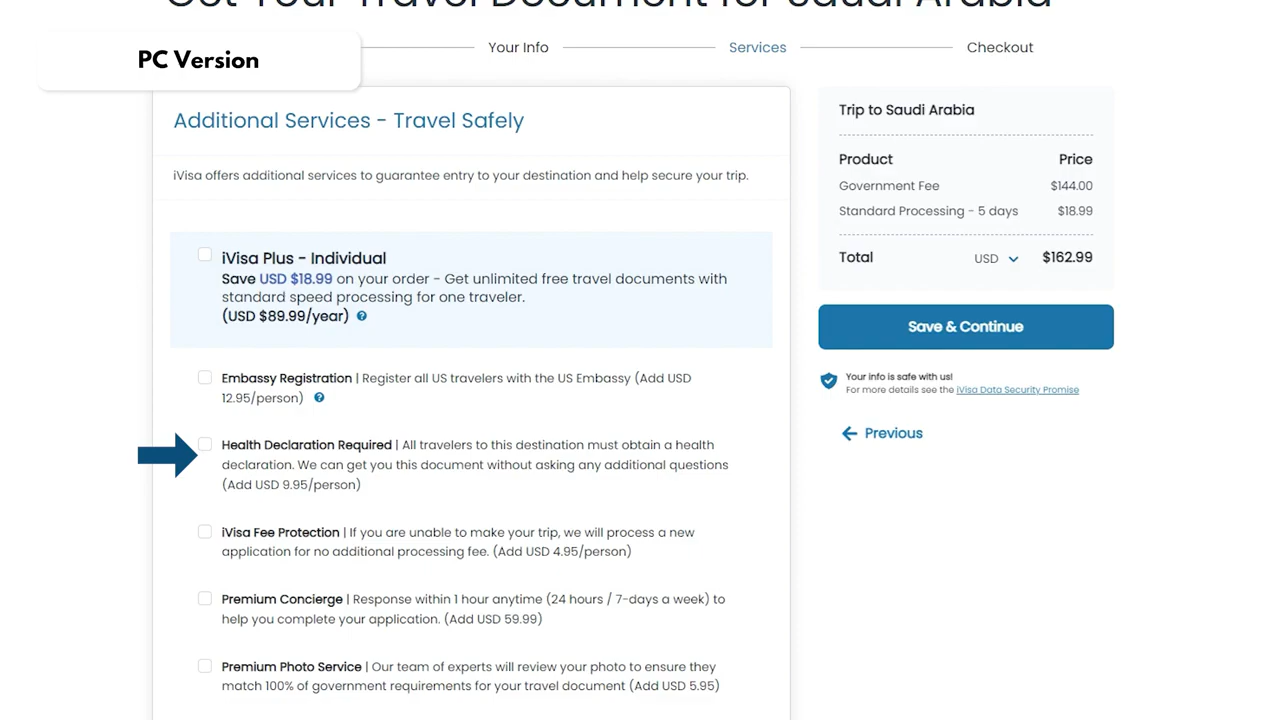 Get Your Travel Document for Saudi Arabia
PC Version
Your Info
Services
Checkout
Additional Services - Travel Safely
iVisa offers additional services to guarantee entry to your destination and help secure your trip.
iVisa Plus - Individual
Save USD $18.99 on your order - Get unlimited free travel documents with
standard speed processing for one traveler.
(USD $89.99/year) ?
Embassy Registration | Register all US travelers with the US Embassy (Add USD
12.95/person) ?
Health Declaration Required | All travelers to this destination must obtain a health
declaration. We can get you this document without asking any additional questions
(Add USD 9.95/person)
iVisa Fee Protection | If you are unable to make your trip, we will process a new
application for no additional processing fee. (Add USD 4.95/person)
Premium Concierge | Response within 1 hour anytime (24 hours / 7-days a week) to
help you complete your application. (Add USD 59.99)
Premium Photo Service | Our team of experts will review your photo to ensure they
match 100% of government requirements for your travel document (Add USD 5.95)
Trip to Saudi Arabia
Product Price
Government Fee $144.00
Standard Processing - 5 days $18.99
Total USD $162.99
Save & Continue
Your info is safe with us!
For more details see the iVisa Data Security Promise
Previous